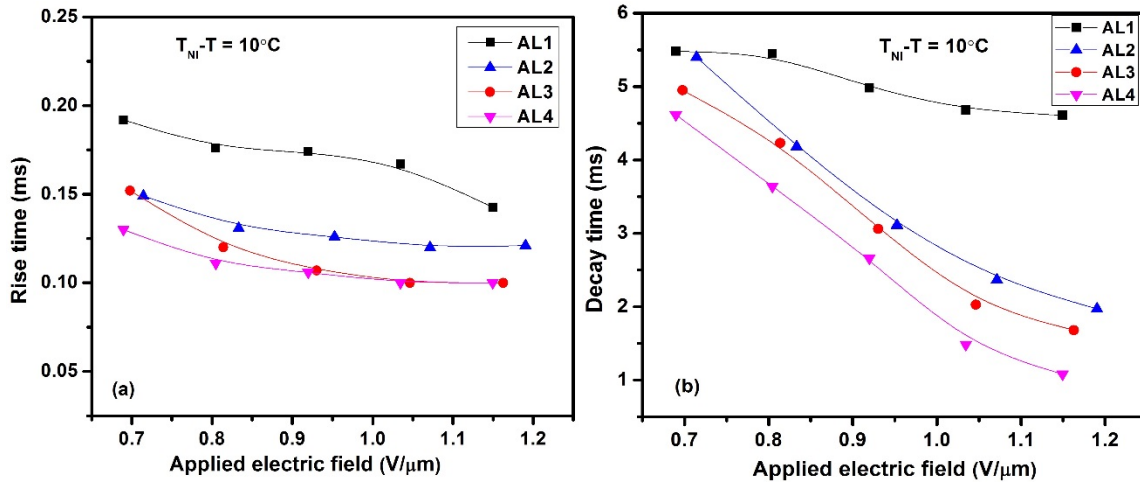 0.25
0.20
0.15
0.10
0.05
Rise time (ms)
T_NI-T = 10°C
AL1
AL2
AL3
AL4
(a)
0.7 0.8 0.9 1.0 1.1 1.2
Applied electric field (V/μm)
6
5
4
3
2
1
Decay time (ms)
T_NI-T = 10°C
AL1
AL2
AL3
AL4
(b)
0.7 0.8 0.9 1.0 1.1 1.2
Applied electric field (V/μm)